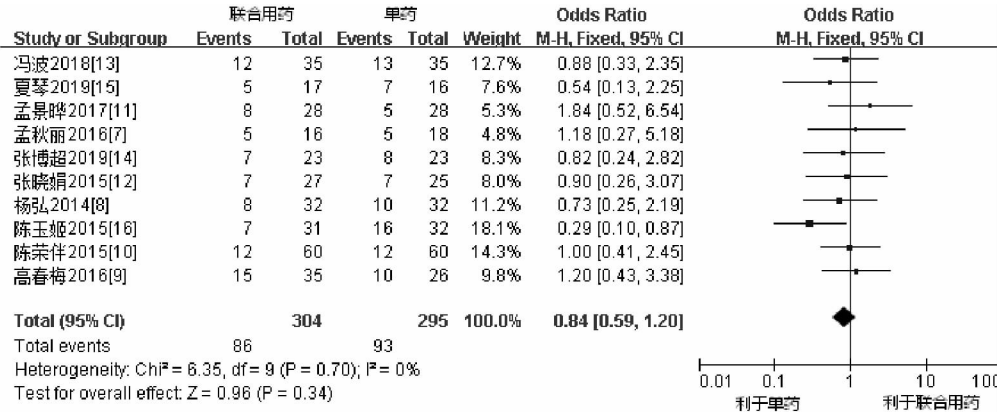 联合用药 单药 Odds Ratio Odds Ratio
Study or Subgroup Events Total Events Total Weight M-H, Fixed, 95% CI M-H, Fixed, 95% CI
冯波2018[13] 12 35 13 35 12.7% 0.88 [0.33, 2.35]
夏琴2019[15] 5 17 7 16 7.6% 0.54 [0.13, 2.25]
孟景晔2017[11] 8 28 5 28 5.3% 1.84 [0.52, 6.54]
孟秋丽2016[7] 5 16 5 18 4.8% 1.18 [0.27, 5.18]
张博超2019[14] 7 23 8 23 8.3% 0.82 [0.24, 2.82]
张晓娟2015[12] 7 27 7 25 8.0% 0.90 [0.26, 3.07]
杨弘2014[8] 8 32 10 32 11.2% 0.73 [0.25, 2.19]
陈玉姬2015[16] 7 31 16 32 18.1% 0.29 [0.10, 0.87]
陈荣伴2015[10] 12 60 12 60 14.3% 1.00 [0.41, 2.45]
高春梅2016[9] 15 35 10 26 9.8% 1.20 [0.43, 3.38]
Total (95% CI) 304 295 100.0% 0.84 [0.59, 1.20]
Total events 86 93
Heterogeneity: Chi² = 6.35, df = 9 (P = 0.70); I² = 0%
Test for overall effect: Z = 0.96 (P = 0.34)
0.01 0.1 1 10 100
利于单药 利于联合用药